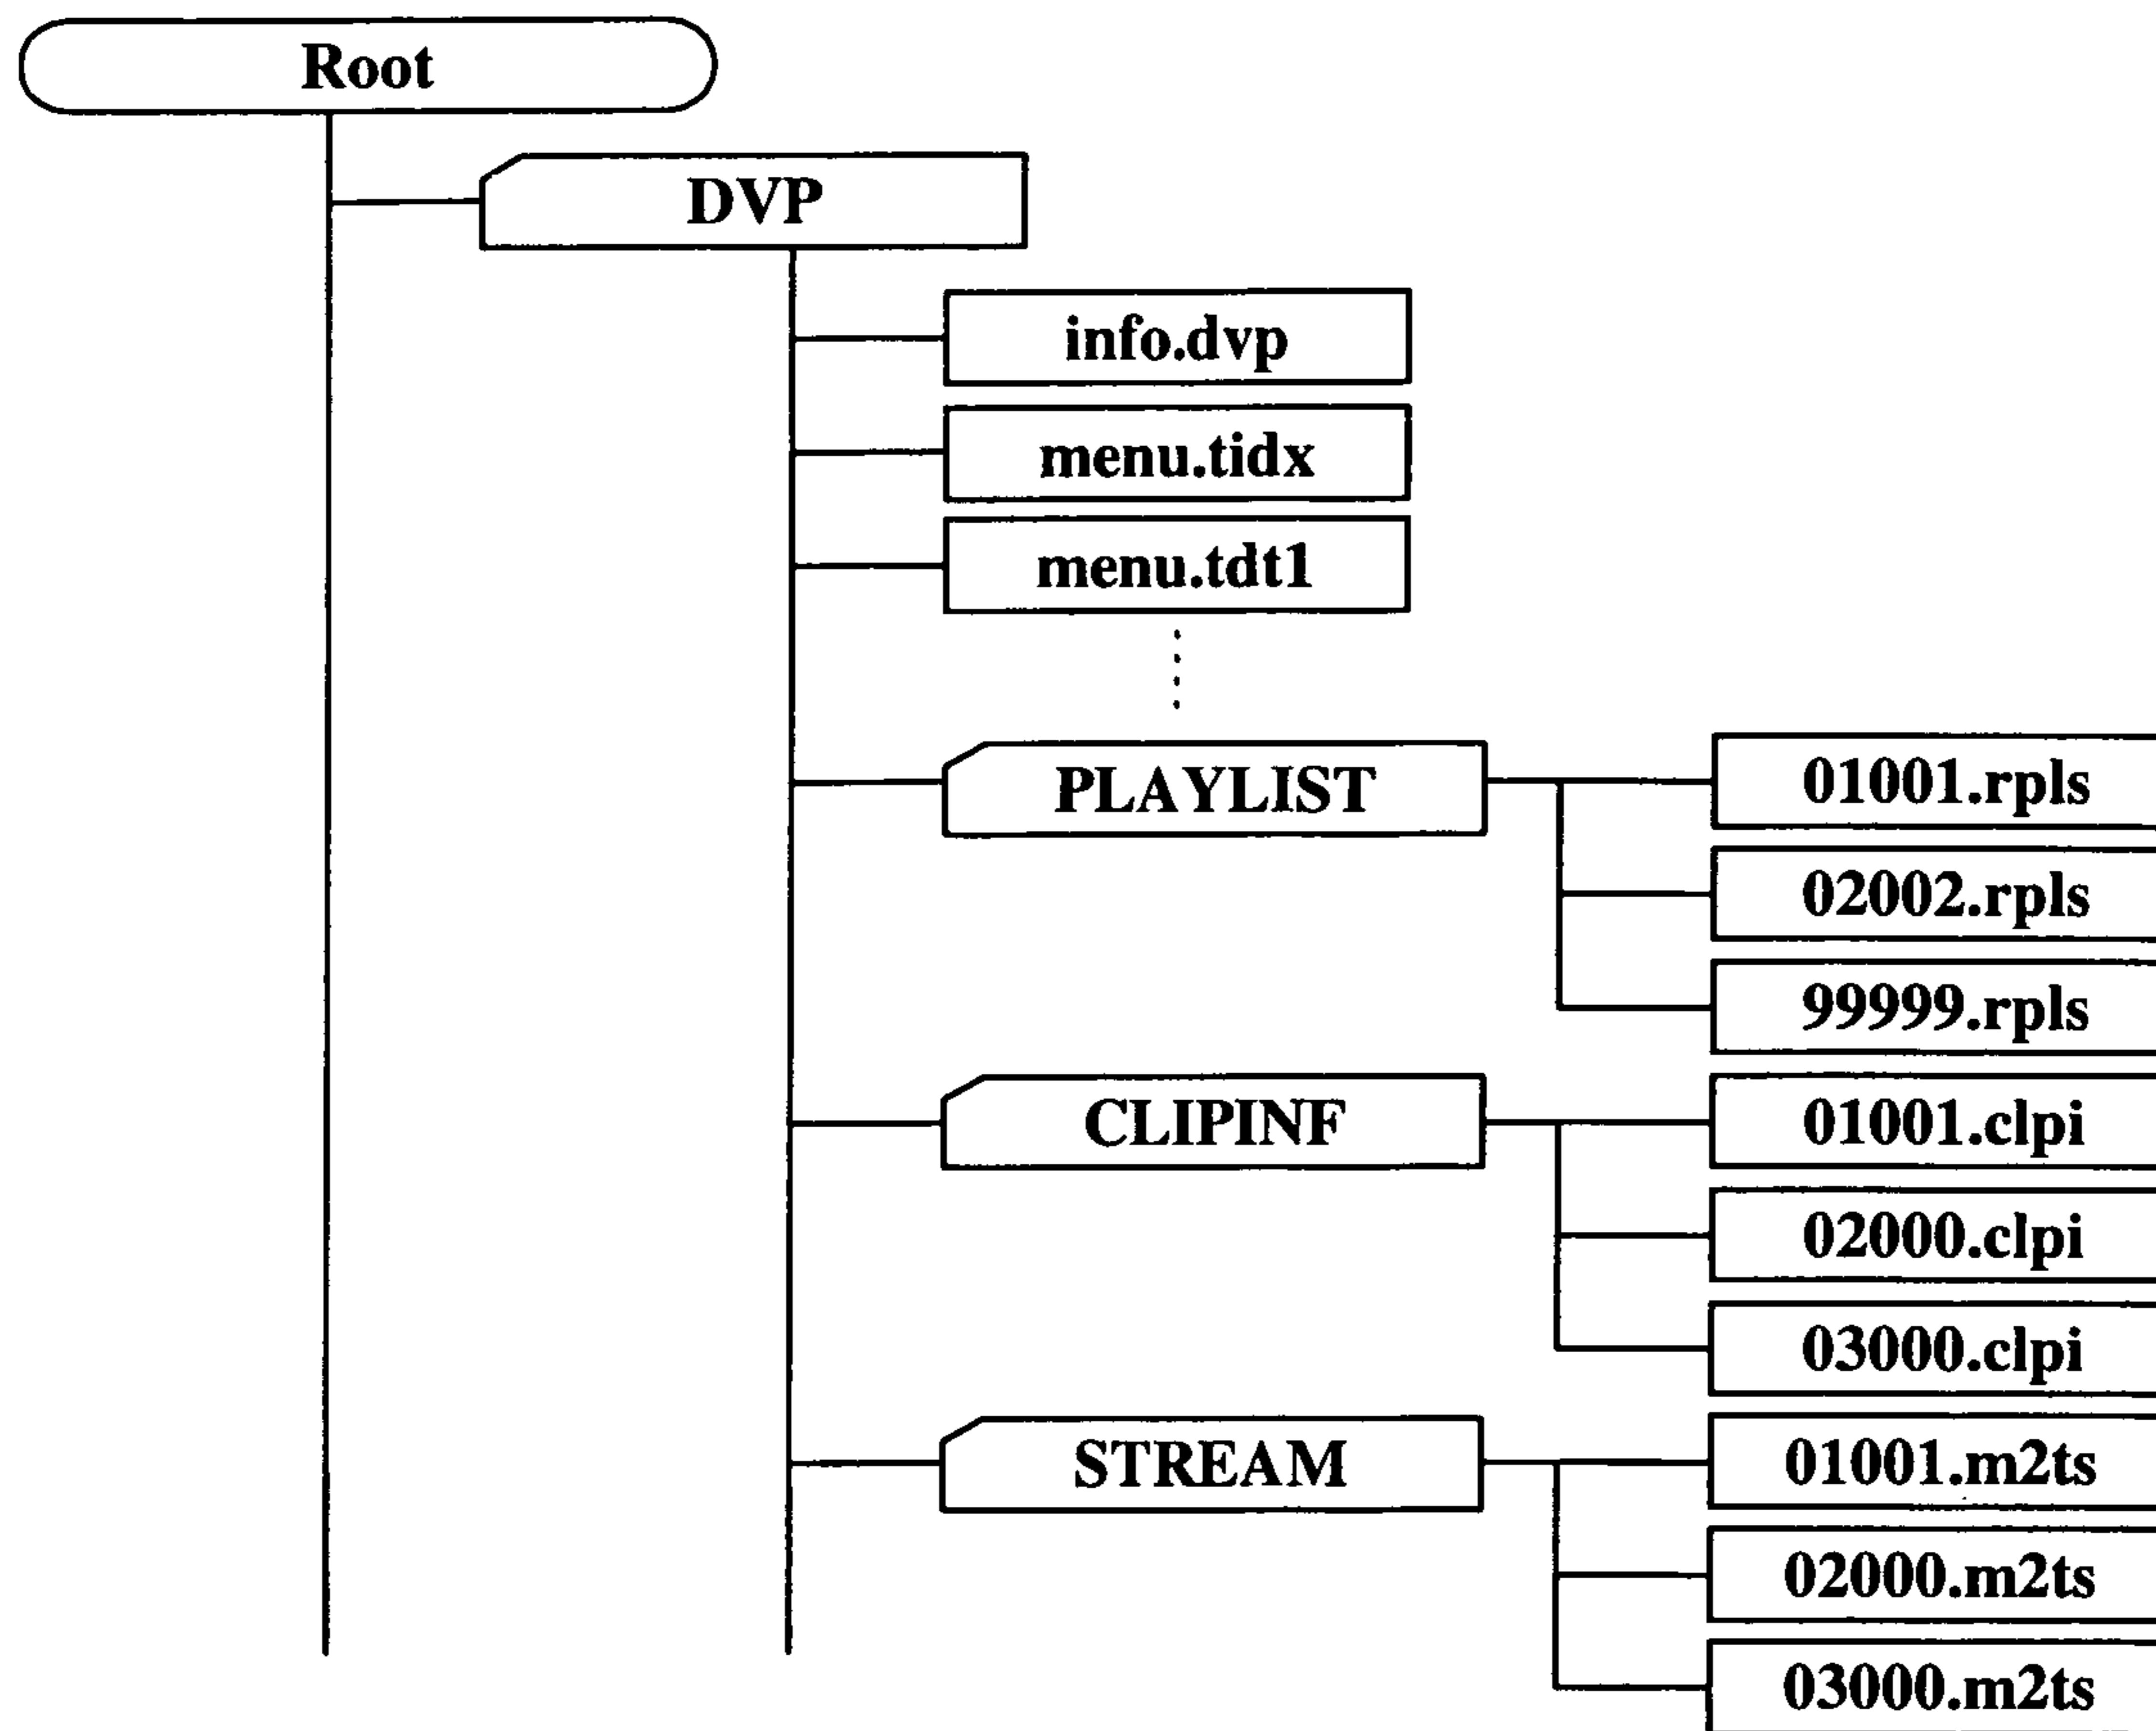 Root
DVP
info.dvp
menu.tidx
menu.tdt1
PLAYLIST
01001.rpls
02002.rpls
99999.rpls
CLIPINF
01001.clpi
02000.clpi
03000.clpi
STREAM
01001.m2ts
02000.m2ts
03000.m2ts